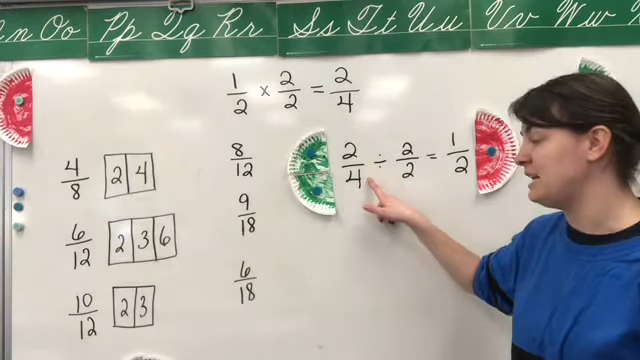 Nn Oo Pp Qq Rr Ss Tt Uu Vv Ww
1/2 × 2/2 = 2/4
2/4 ÷ 2/2 = 1/2
4/8 2 4
6/12 2 3 6
10/12 2 3
8/12
9/18
6/18